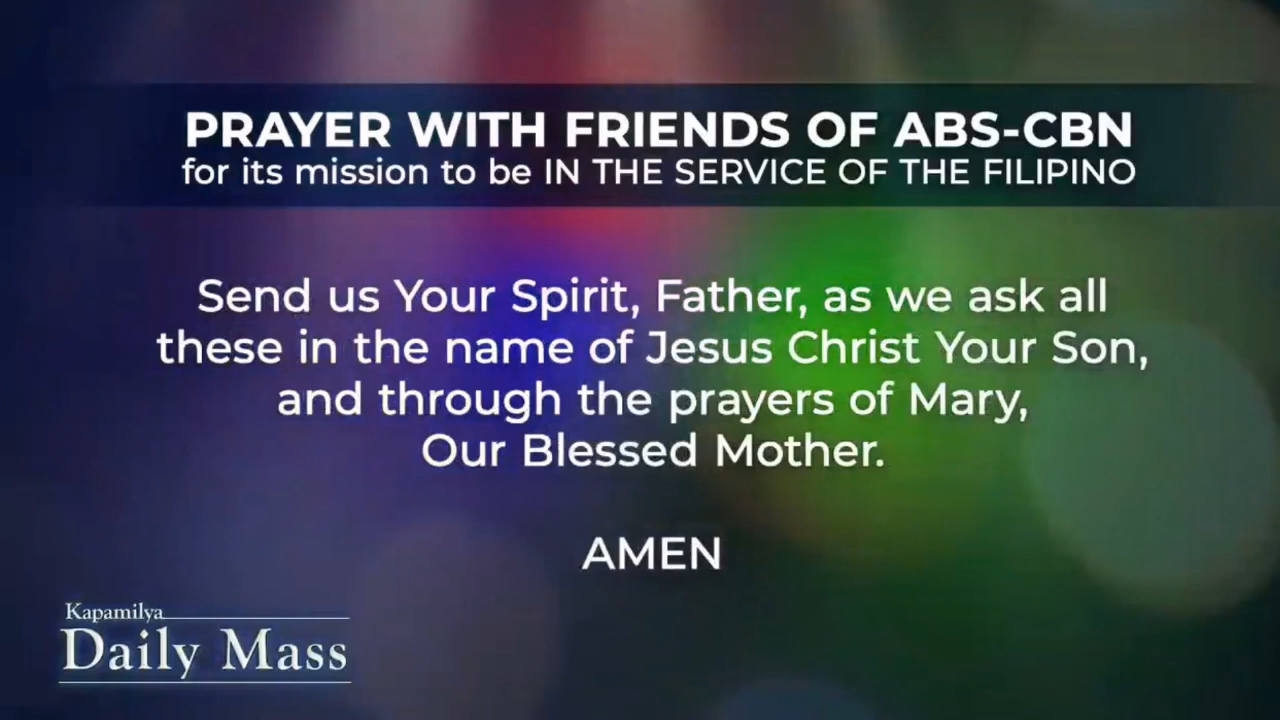 PRAYER WITH FRIENDS OF ABS-CBN
for its mission to be IN THE SERVICE OF THE FILIPINO
Send us Your Spirit, Father, as we ask all
these in the name of Jesus Christ Your Son,
and through the prayers of Mary,
Our Blessed Mother.
AMEN
Kapamilya
Daily Mass